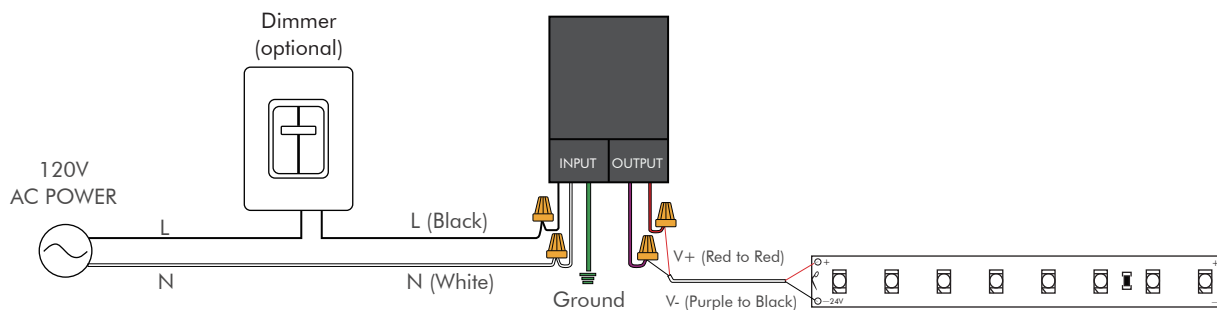 Dimmer
(optional)
120V
AC POWER
INPUT
OUTPUT
L
L (Black)
N
N (White)
Ground
V+ (Red to Red)
V- (Purple to Black)
+
−24V
+
−